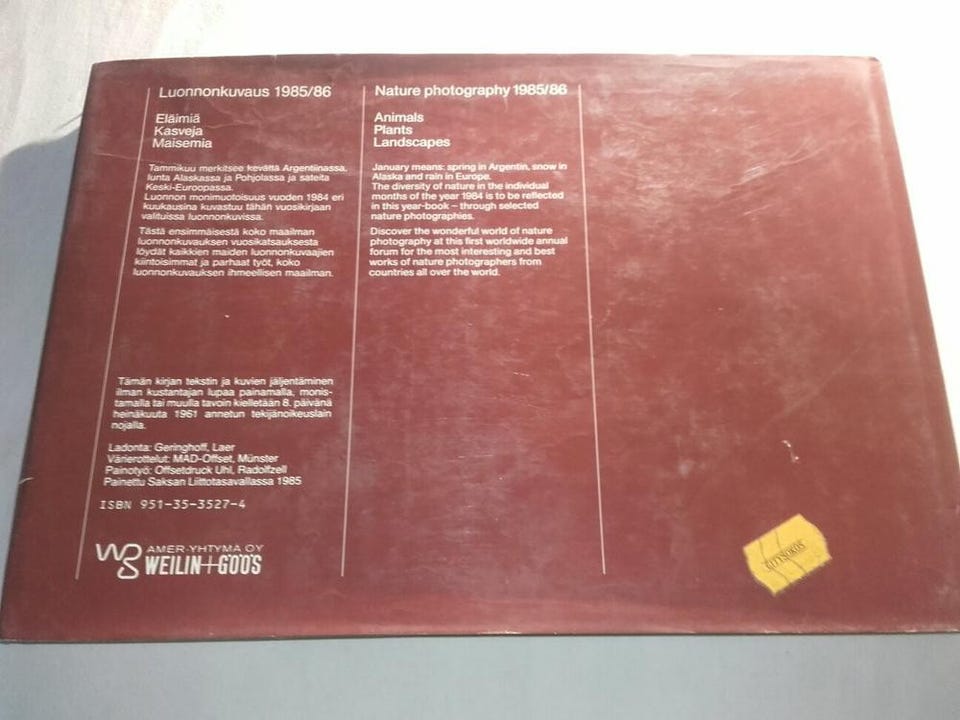 Luonnonkuvaus 1985/86
Eläimiä
Kasveja
Maisemia
Tammikuu merkitsee kevättä Argentiinassa,
lunta Alaskassa ja Pohjolassa ja sateita
Keski-Euroopassa.
Luonnon monimuotoisuus vuoden 1984 eri
kuukausina kuvastuu tähän vuosikirjaan
valituissa luonnonkuvissa.
Tästä ensimmäisestä koko maailman
luonnonkuvauksen vuosikatsauksesta
löydät kaikkien maiden luonnonkuvaajien
kiintoisimmat ja parhaat työt, koko
luonnonkuvauksen ihmeellisen maailman.
Tämän kirjan tekstin ja kuvien jäljentäminen
ilman kustantajan lupaa painamalla, monis-
tamalla tai muulla tavoin kielletään 8. päivänä
heinäkuuta 1961 annetun tekijänoikeuslain
nojalla.
Ladonta: Geringhoff, Laer
Värierottelut: MAD-Offset, Münster
Painotyö: Offsetdruck Uhl, Radolfzell
Painettu Saksan Liittotasavallassa 1985
ISBN 951-35-3527-4
AMER-YHTYMÄ OY
WEILIN+GÖÖS
Nature photography 1985/86
Animals
Plants
Landscapes
January means: spring in Argentin, snow in
Alaska and rain in Europe.
The diversity of nature in the individual
months of the year 1984 is to be reflected
in this year-book – through selected
nature photographies.
Discover the wonderful world of nature
photography at this first worldwide annual
forum for the most interesting and best
works of nature photographers from
countries all over the world.